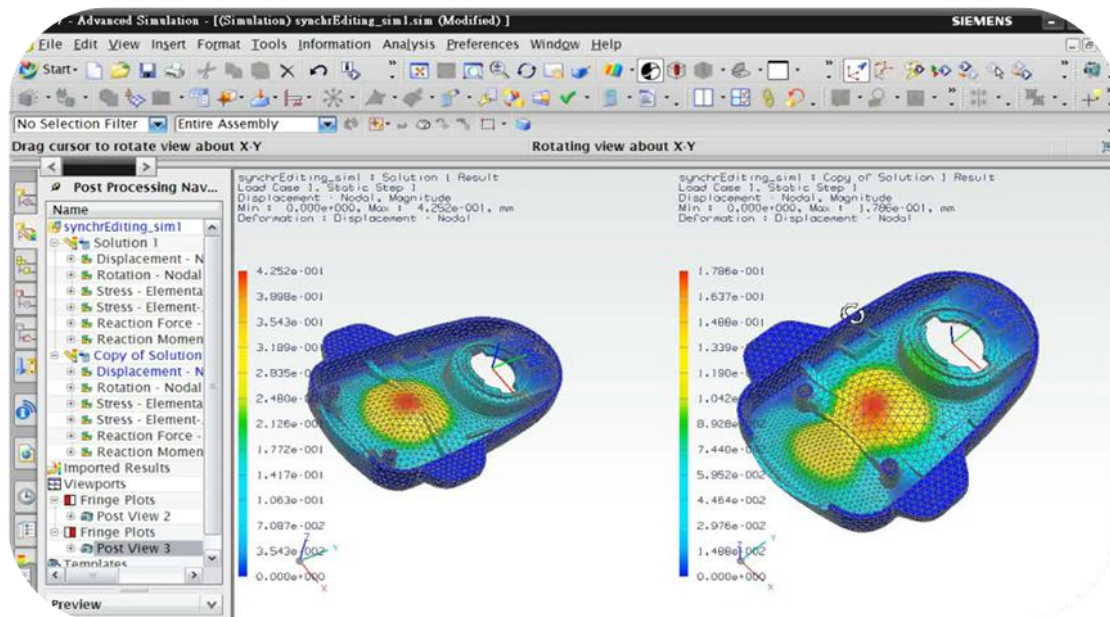 - Advanced Simulation - [(Simulation) synchrEditing_sim1.sim (Modified) ]
SIEMENS
File Edit View Insert Format Tools Information Analysis Preferences Window Help
Start
No Selection Filter
Entire Assembly
Drag cursor to rotate view about X-Y
Rotating view about X-Y
Post Processing Nav...
Name
synchrEditing_sim1
Solution 1
Displacement - N
Rotation - Nodal
Stress - Elementa
Stress - Element-.
Reaction Force -
Reaction Momen
Copy of Solution
Displacement - N
Rotation - Nodal
Stress - Elementa
Stress - Element-.
Reaction Force -
Reaction Momen
Imported Results
Viewports
Fringe Plots
Post View 2
Fringe Plots
Post View 3
Templates
Preview
synchrEditing_sim1 : Solution 1 Result
Load Case 1, Static Step 1
Displacement - Nodal, Magnitude
Min : 0.000e+000, Max : 4.252e-001, mm
Deformation : Displacement - Nodal
4.252e-001
3.898e-001
3.543e-001
3.189e-001
2.835e-001
2.480e-001
2.126e-001
1.772e-001
1.417e-001
1.063e-001
7.087e-002
3.543e-002
0.000e+000
Z
Y
X
synchrEditing_sim1 : Copy of Solution 1 Result
Load Case 1, Static Step 1
Displacement - Nodal, Magnitude
Min : 0.000e+000, Max : 1.786e-001, mm
Deformation : Displacement - Nodal
1.786e-001
1.637e-001
1.488e-001
1.339e-001
1.190e-001
1.042e-001
8.928e-002
7.440e-002
5.952e-002
4.464e-002
2.976e-002
1.488e-002
0.000e+000
Z
Y
X